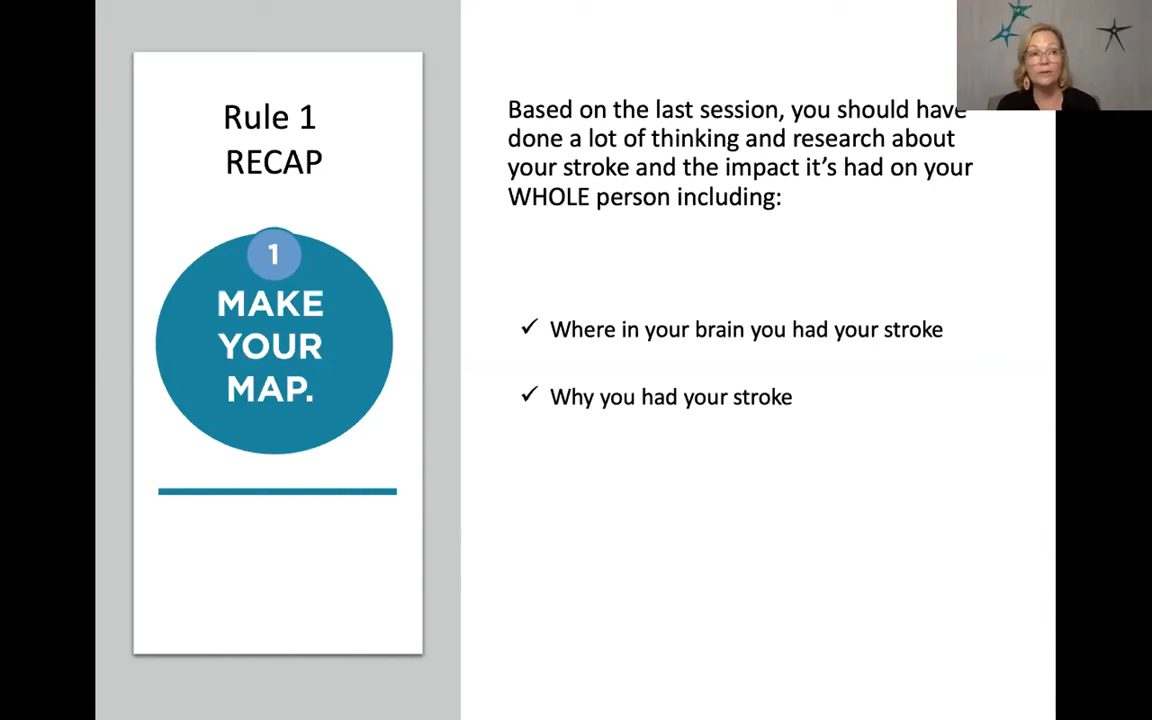 Rule 1
RECAP
1
MAKE
YOUR
MAP.
Based on the last session, you should have
done a lot of thinking and research about
your stroke and the impact it’s had on your
WHOLE person including:
✓ Where in your brain you had your stroke
✓ Why you had your stroke